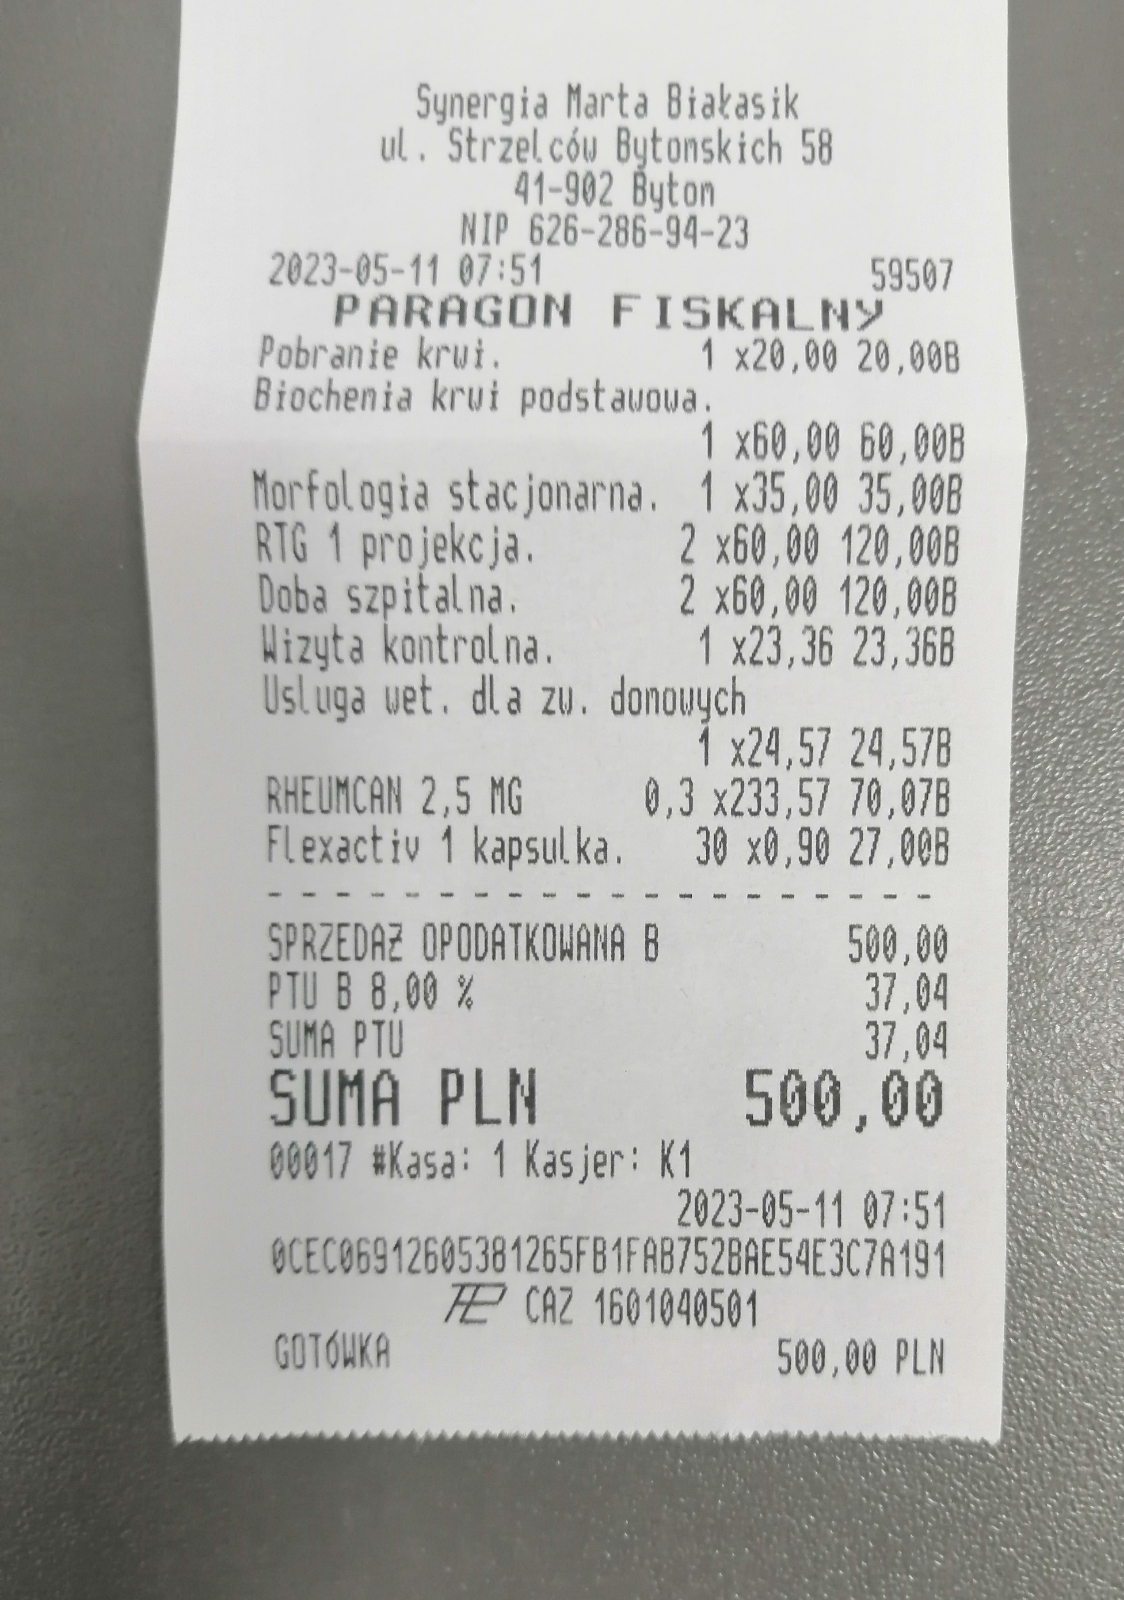 Synergia Marta Białasik
ul. Strzelców Bytomskich 58
41-902 Bytom
NIP 626-286-94-23
2023-05-11 07:51 59507
PARAGON FISKALNY
Pobranie krwi. 1 x20,00 20,00B
Biochemia krwi podstawowa.
1 x60,00 60,00B
Morfologia stacjonarna. 1 x35,00 35,00B
RTG 1 projekcja. 2 x60,00 120,00B
Doba szpitalna. 2 x60,00 120,00B
Wizyta kontrolna. 1 x23,36 23,36B
Usluga wet. dla zw. domowych
1 x24,57 24,57B
RHEUMCAN 2,5 MG 0,3 x233,57 70,07B
Flexactiv 1 kapsulka. 30 x0,90 27,00B
SPRZEDAŻ OPODATKOWANA B 500,00
PTU B 8,00 % 37,04
SUMA PTU 37,04
SUMA PLN 500,00
00017 #Kasa: 1 Kasjer: K1
2023-05-11 07:51
0CEC06912605381265FB1FAB752BAE54E3C7A191
CAZ 1601040501
GOTÓWKA 500,00 PLN